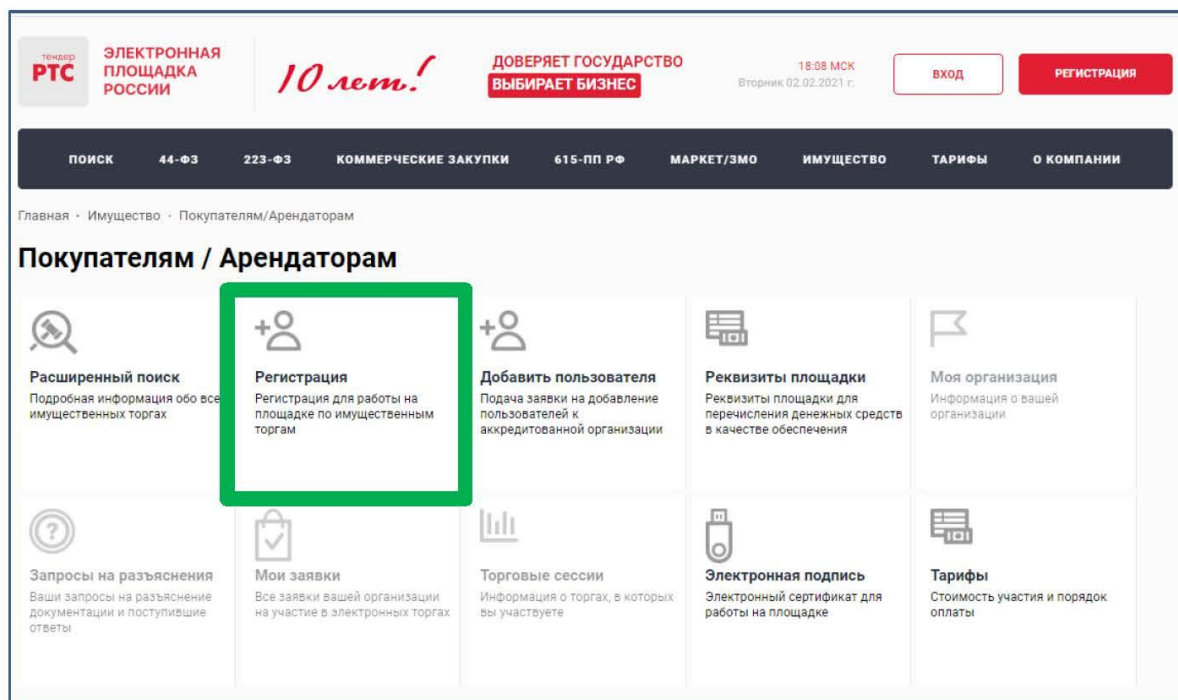 тендер
РТС
ЭЛЕКТРОННАЯ
ПЛОЩАДКА
РОССИИ
10 лет!
ДОВЕРЯЕТ ГОСУДАРСТВО
ВЫБИРАЕТ БИЗНЕС
18:08 МСК
Вторник 02.02.2021 г.
ВХОД
РЕГИСТРАЦИЯ
ПОИСК 44-ФЗ 223-ФЗ КОММЕРЧЕСКИЕ ЗАКУПКИ 615-ПП РФ МАРКЕТ/ЗМО ИМУЩЕСТВО ТАРИФЫ О КОМПАНИИ
Главная · Имущество · Покупателям/Арендаторам
Покупателям / Арендаторам
Расширенный поиск
Подробная информация обо все
имущественных торгах
Регистрация
Регистрация для работы на
площадке по имущественным
торгам
Добавить пользователя
Подача заявки на добавление
пользователей к
аккредитованной организации
Реквизиты площадки
Реквизиты площадки для
перечисления денежных средств
в качестве обеспечения
Моя организация
Информация о вашей
организации
Запросы на разъяснения
Ваши запросы на разъяснение
документации и поступившие
ответы
Мои заявки
Все заявки вашей организации
на участие в электронных торгах
Торговые сессии
Информация о торгах, в которых
вы участвуете
Электронная подпись
Электронный сертификат для
работы на площадке
Тарифы
Стоимость участия и порядок
оплаты